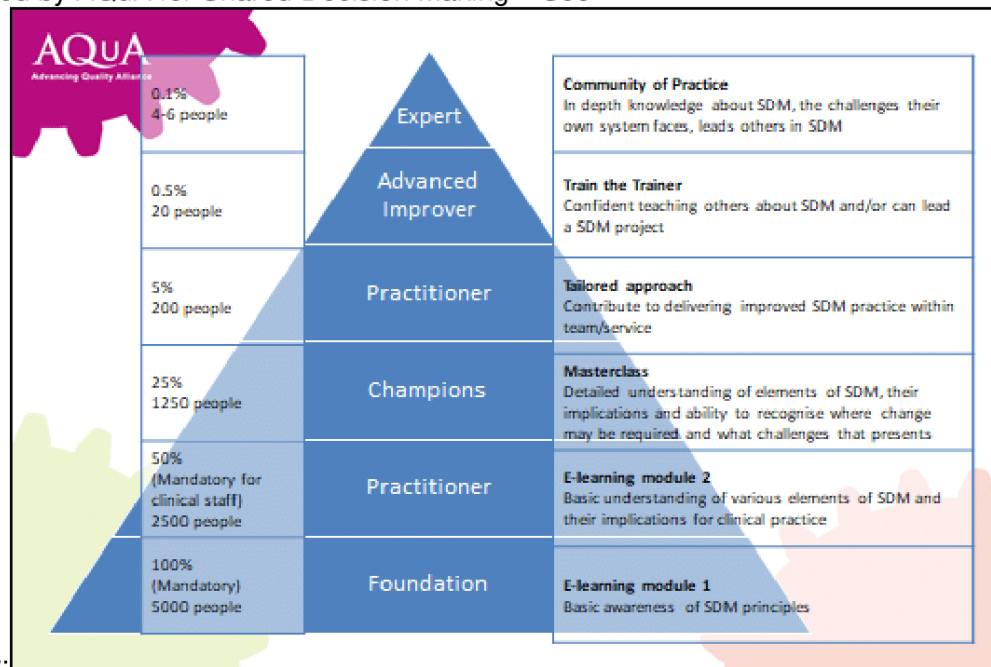 AQuA
Advancing Quality Alliance
0.1%
4-6 people
Expert
Community of Practice
In depth knowledge about SDM, the challenges their
own system faces, leads others in SDM
0.5%
20 people
Advanced
Improver
Train the Trainer
Confident teaching others about SDM and/or can lead
a SDM project
5%
200 people
Practitioner
Tailored approach
Contribute to delivering improved SDM practice within
team/service
25%
1250 people
Champions
Masterclass
Detailed understanding of elements of SDM, their
implications and ability to recognise where change
may be required and what challenges that presents
50%
(Mandatory for
clinical staff)
2500 people
Practitioner
E-learning module 2
Basic understanding of various elements of SDM and
their implications for clinical practice
100%
(Mandatory)
5000 people
Foundation
E-learning module 1
Basic awareness of SDM principles